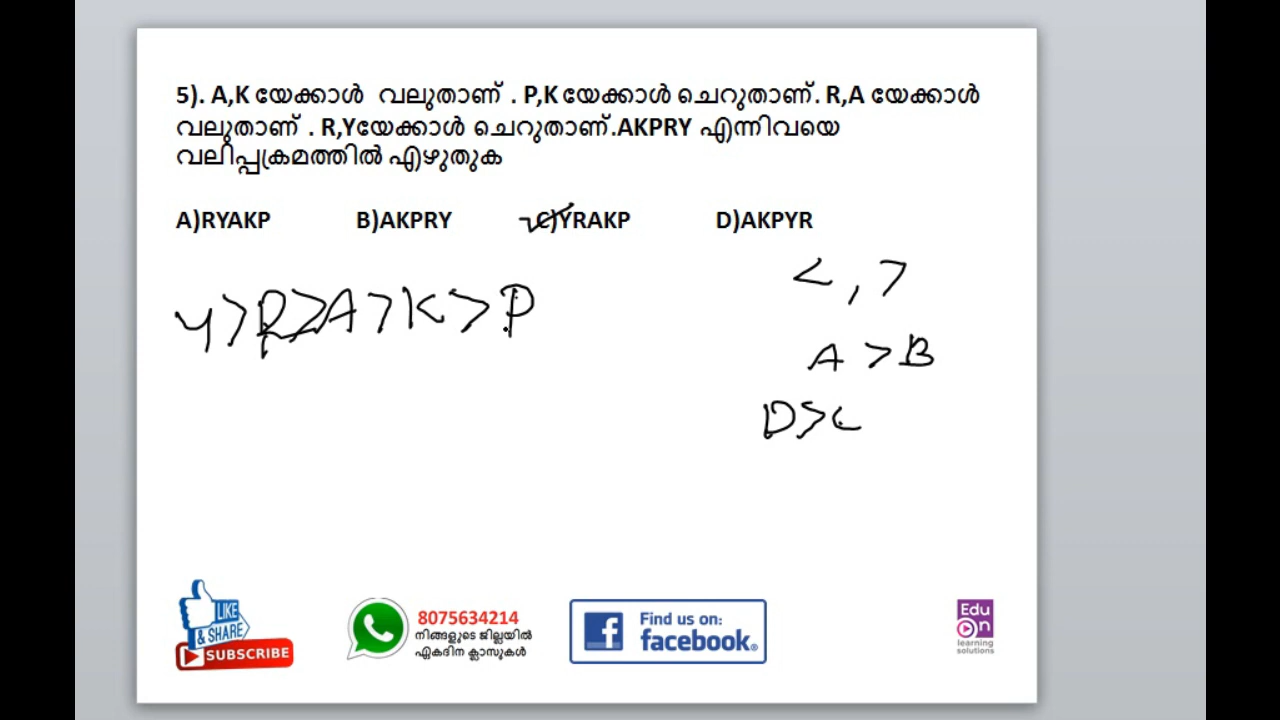 5). A,K യേക്കാൾ വലുതാണ് . P,K യേക്കാൾ ചെറുതാണ്. R,A യേക്കാൾ
വലുതാണ് . R,Yയേക്കാൾ ചെറുതാണ്.AKPRY എന്നിവയെ
വലിപ്പക്രമത്തിൽ എഴുതുക
A)RYAKP B)AKPRY C)YRAKP D)AKPYR
< , >
Y>R>A>K>P
A >B
D>C
LIKE
& SHARE
SUBSCRIBE
8075634214
നിങ്ങളുടെ ജില്ലയിൽ
ഏകദിന ക്ലാസുകൾ
Find us on:
facebook®
Edu
On
learning
solutions